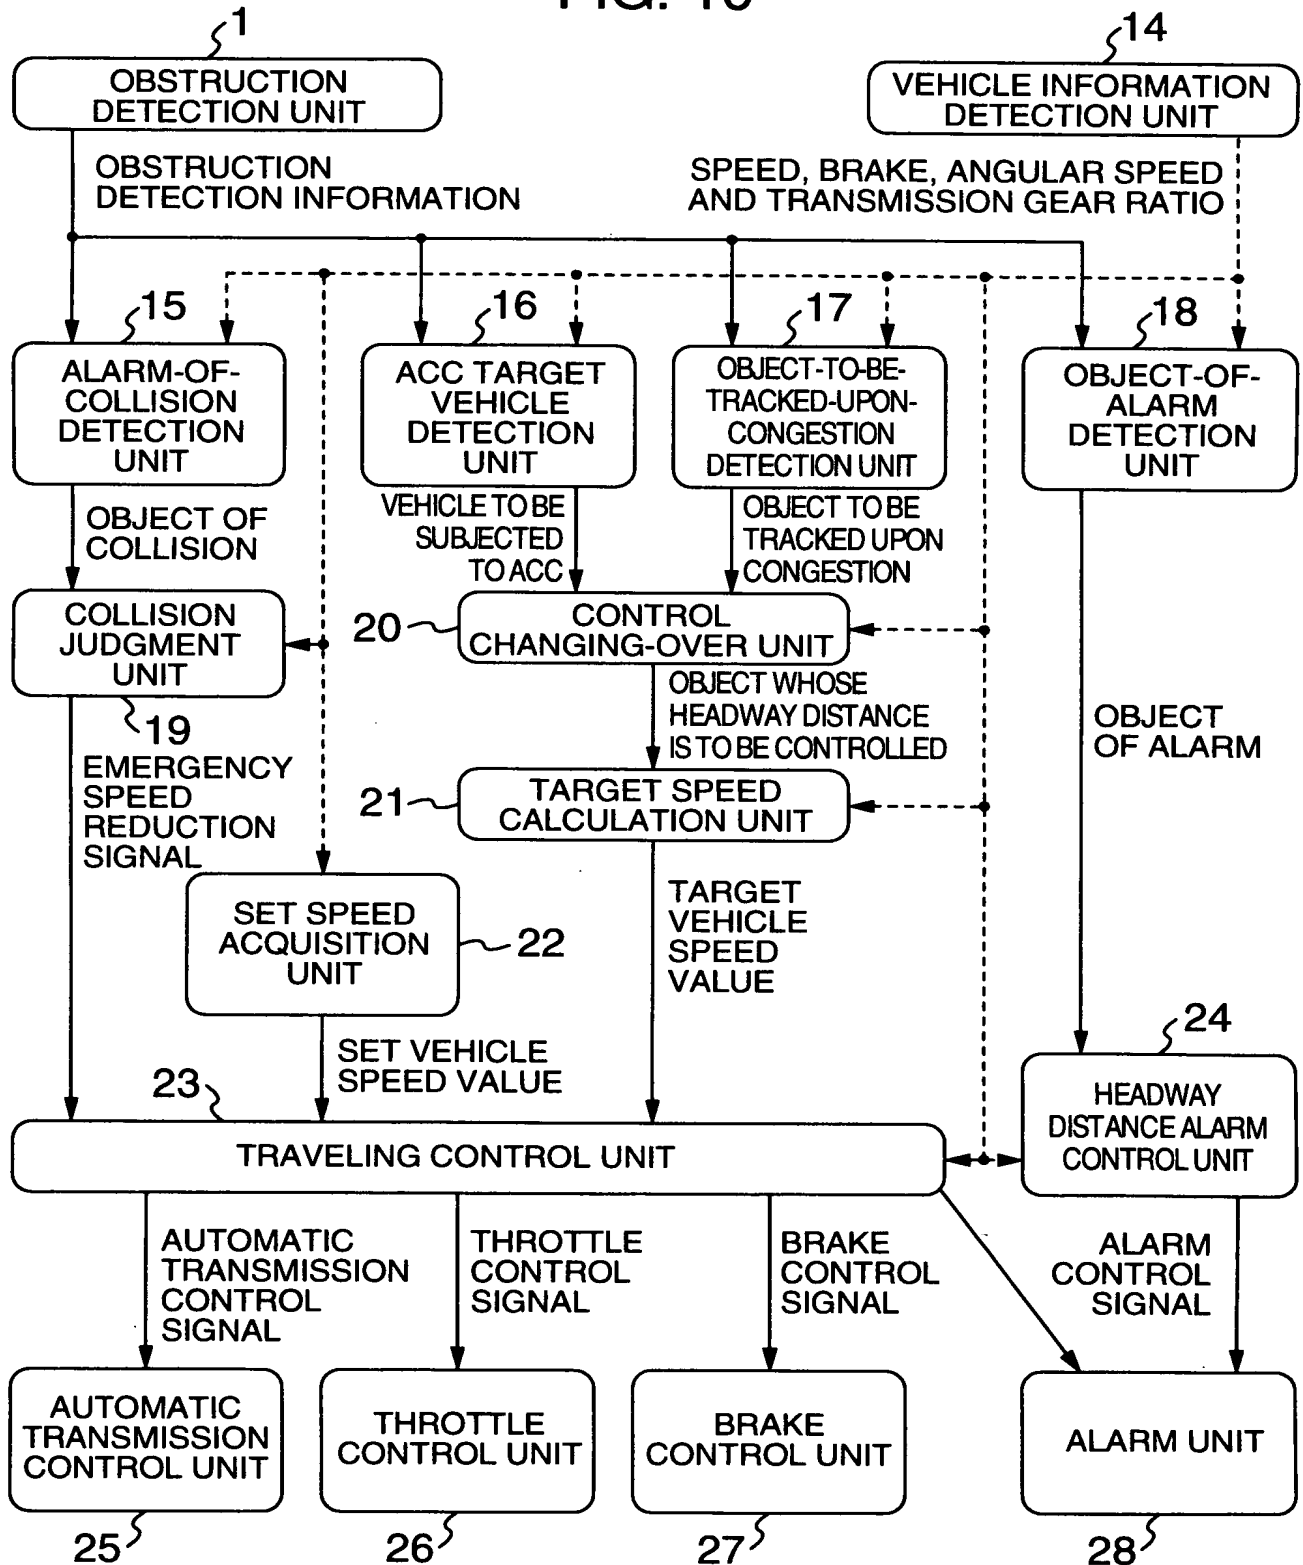 1
14
OBSTRUCTION
DETECTION UNIT
VEHICLE INFORMATION
DETECTION UNIT
OBSTRUCTION
DETECTION INFORMATION
SPEED, BRAKE, ANGULAR SPEED
AND TRANSMISSION GEAR RATIO
15
16
17
18
ALARM-OF-
COLLISION
DETECTION
UNIT
ACC TARGET
VEHICLE
DETECTION
UNIT
OBJECT-TO-BE-
TRACKED-UPON-
CONGESTION
DETECTION UNIT
OBJECT-OF-
ALARM
DETECTION
UNIT
OBJECT OF
COLLISION
VEHICLE TO BE
SUBJECTED
TO ACC
OBJECT TO BE
TRACKED UPON
CONGESTION
COLLISION
JUDGMENT
UNIT
20
CONTROL
CHANGING-OVER UNIT
19
OBJECT WHOSE
HEADWAY DISTANCE
IS TO BE CONTROLLED
OBJECT
OF ALARM
EMERGENCY
SPEED
REDUCTION
SIGNAL
21
TARGET SPEED
CALCULATION UNIT
SET SPEED
ACQUISITION
UNIT
22
TARGET
VEHICLE
SPEED
VALUE
24
SET VEHICLE
SPEED VALUE
23
TRAVELING CONTROL UNIT
HEADWAY
DISTANCE ALARM
CONTROL UNIT
AUTOMATIC
TRANSMISSION
CONTROL
SIGNAL
THROTTLE
CONTROL
SIGNAL
BRAKE
CONTROL
SIGNAL
ALARM
CONTROL
SIGNAL
AUTOMATIC
TRANSMISSION
CONTROL UNIT
THROTTLE
CONTROL UNIT
BRAKE
CONTROL UNIT
ALARM UNIT
25
26
27
28